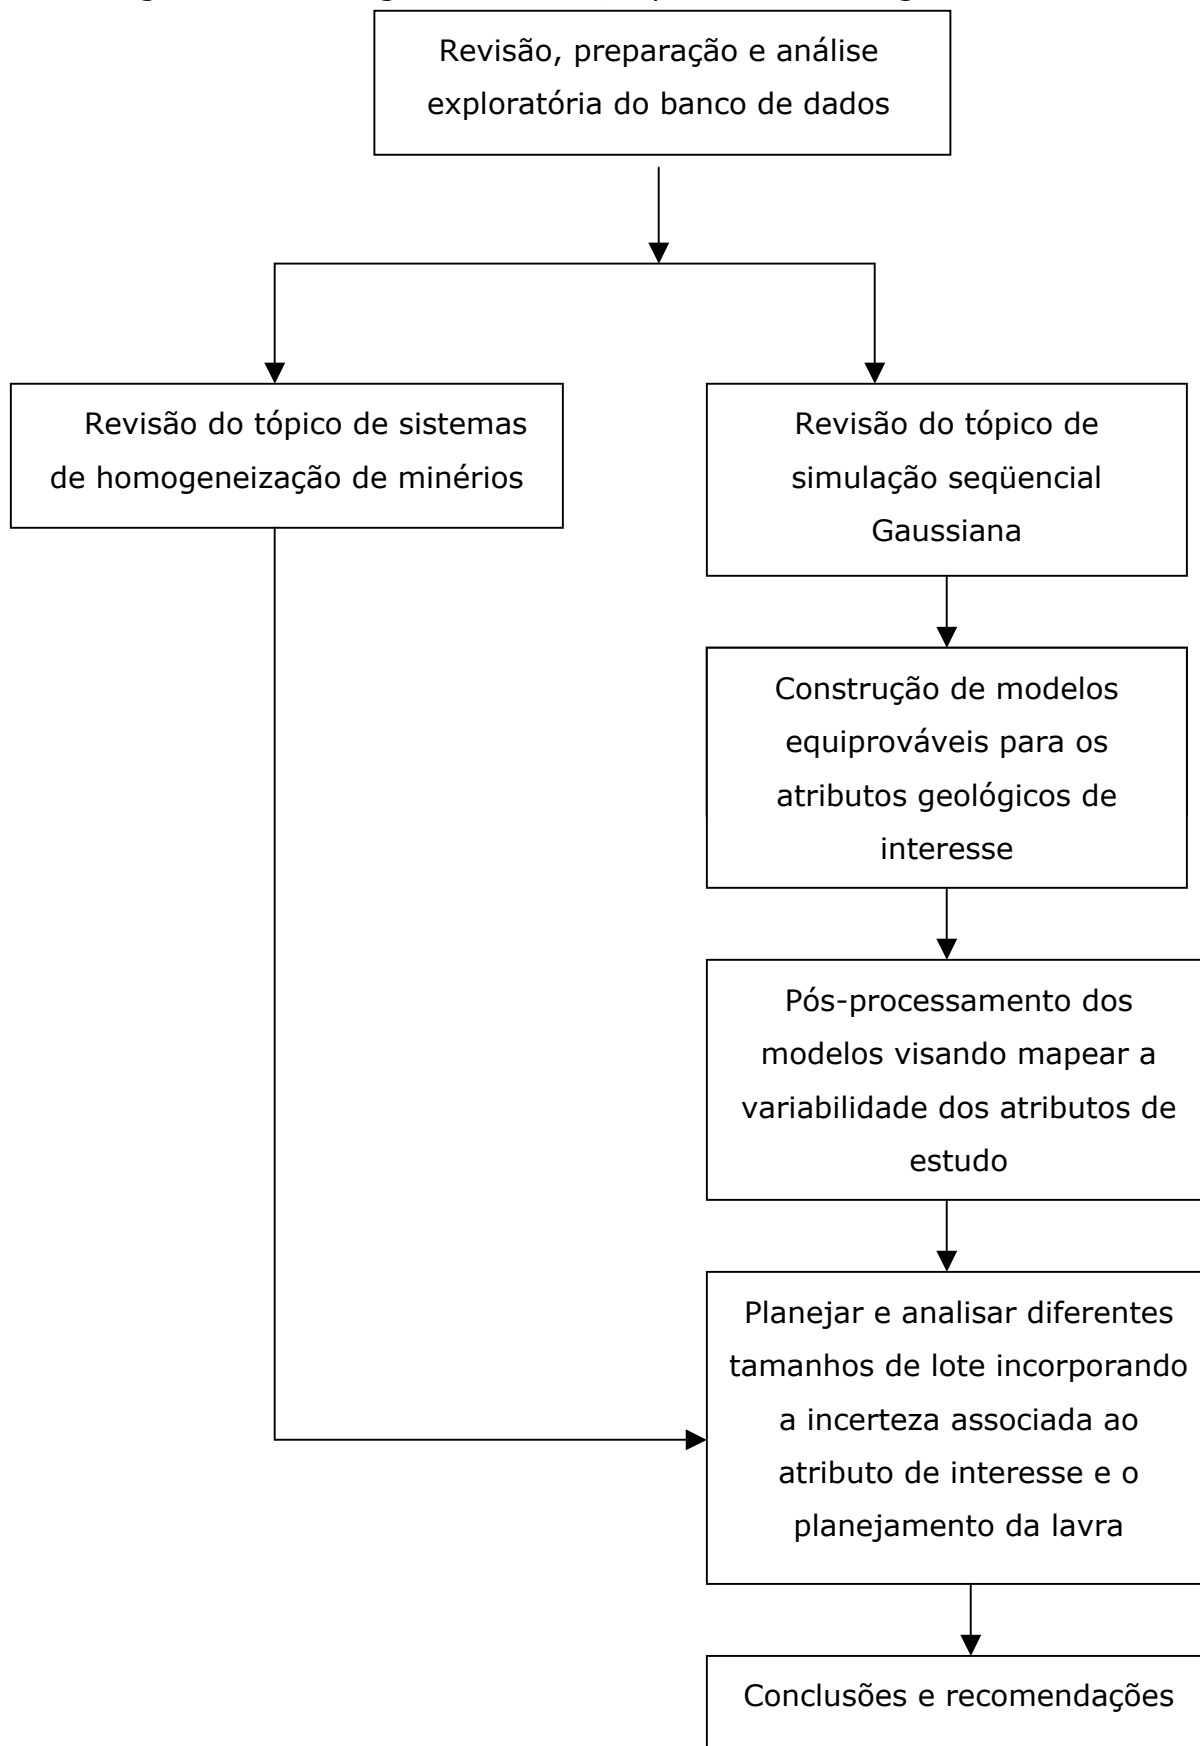 Revisão, preparação e análise
exploratória do banco de dados
Revisão do tópico de sistemas
de homogeneização de minérios
Revisão do tópico de
simulação seqüencial
Gaussiana
Construção de modelos
equiprováveis para os
atributos geológicos de
interesse
Pós-processamento dos
modelos visando mapear a
variabilidade dos atributos de
estudo
Planejar e analisar diferentes
tamanhos de lote incorporando
a incerteza associada ao
atributo de interesse e o
planejamento da lavra
Conclusões e recomendações